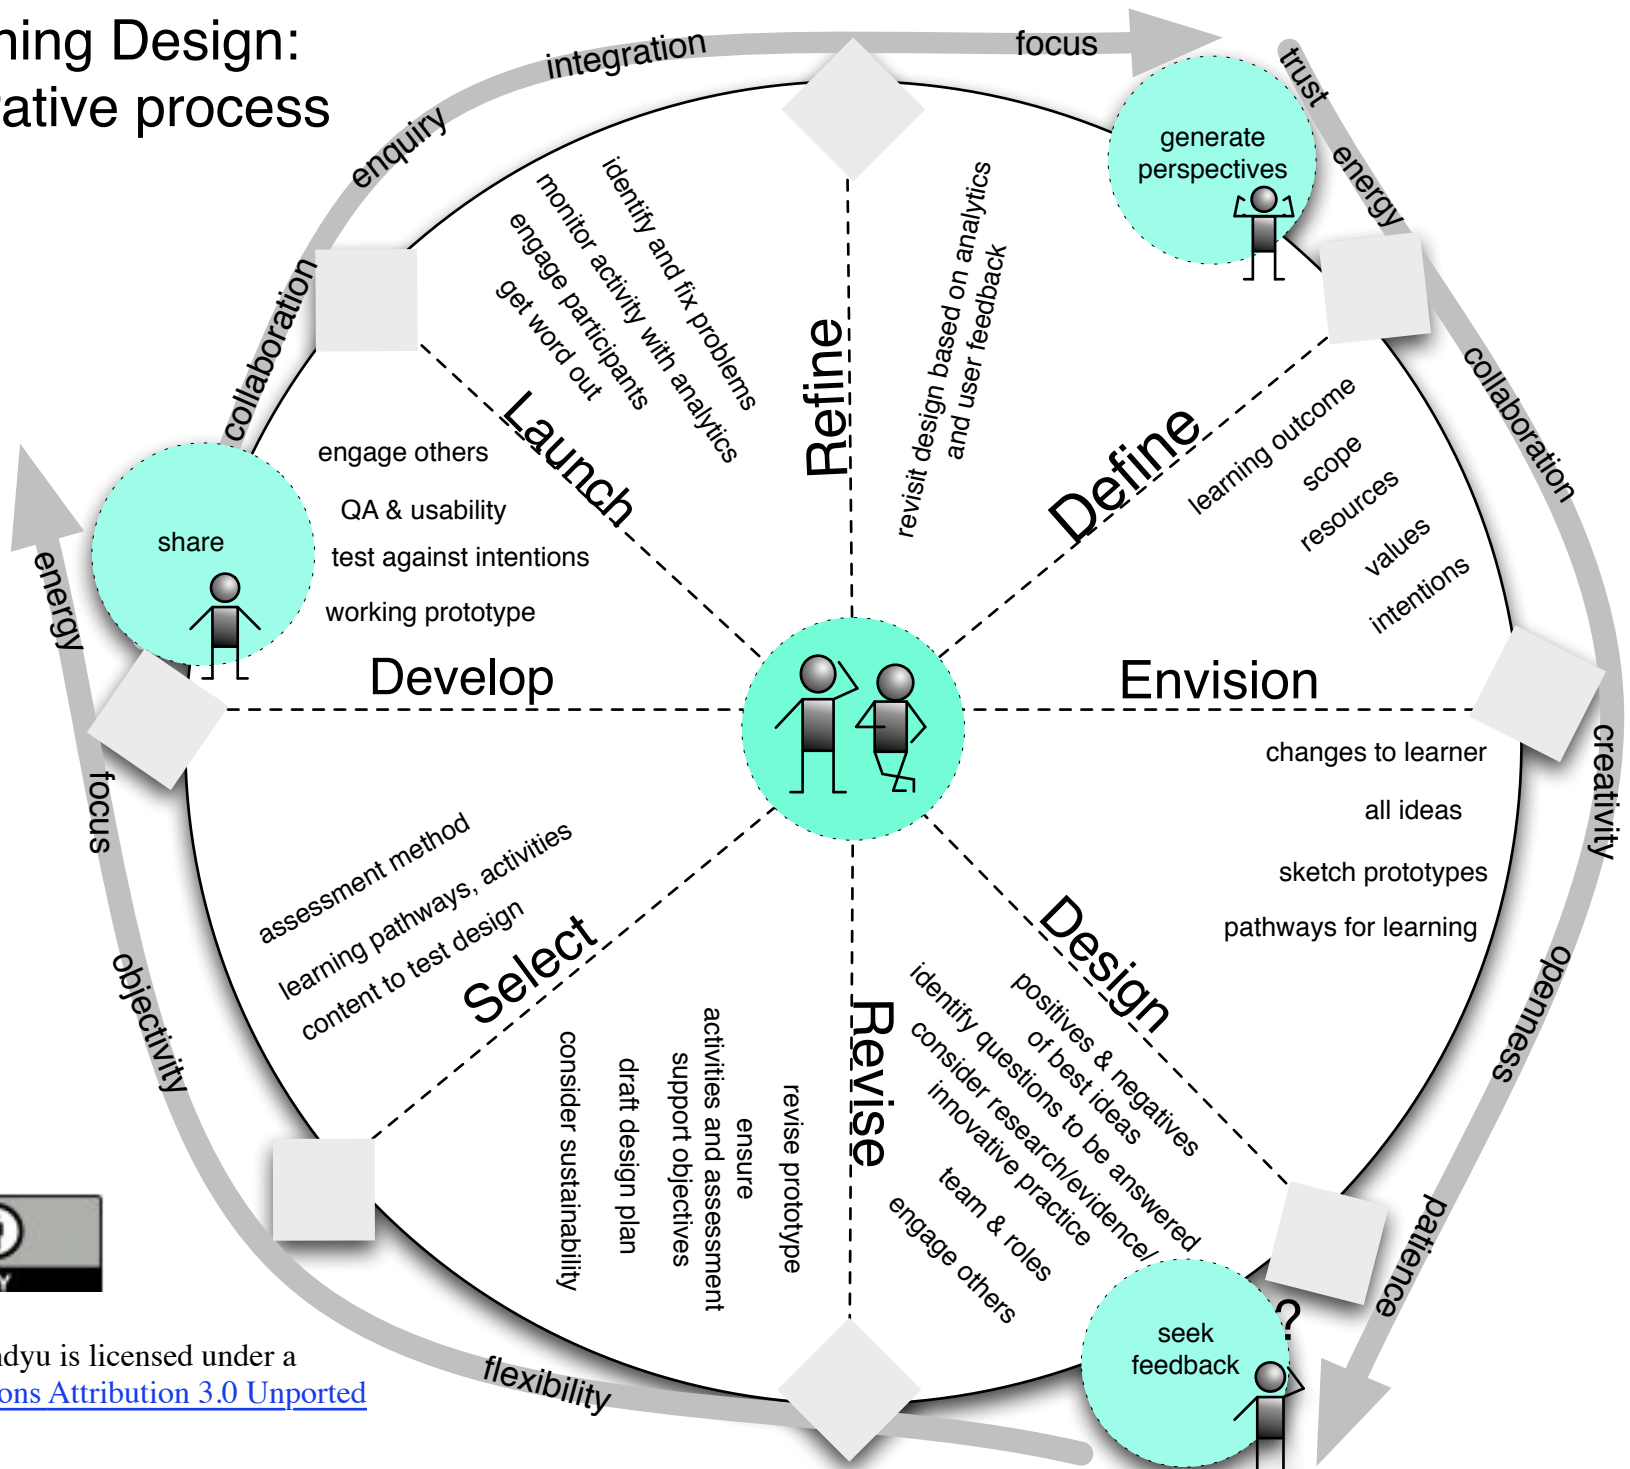 ning Design:
rative process
integration
focus
enquiry
collaboration
trust
energy
collaboration
creativity
openness
patience
flexibility
objectivity
focus
energy
generate
perspectives
share
seek
feedback
?
Refine
revisit design based on analytics
and user feedback
Define
learning outcome
scope
resources
values
intentions
Envision
changes to learner
all ideas
sketch prototypes
pathways for learning
Design
positives & negatives
of best ideas
identify questions to be answered
consider research/evidence/
innovative practice
team & roles
engage others
Revise
revise prototype
ensure
activities and assessment
support objectives
draft design plan
consider sustainability
Select
assessment method
learning pathways, activities
content to test design
Develop
engage others
QA & usability
test against intentions
working prototype
Launch
identify and fix problems
monitor activity with analytics
engage participants
get word out
Y
ndyu is licensed under a
ons Attribution 3.0 Unported